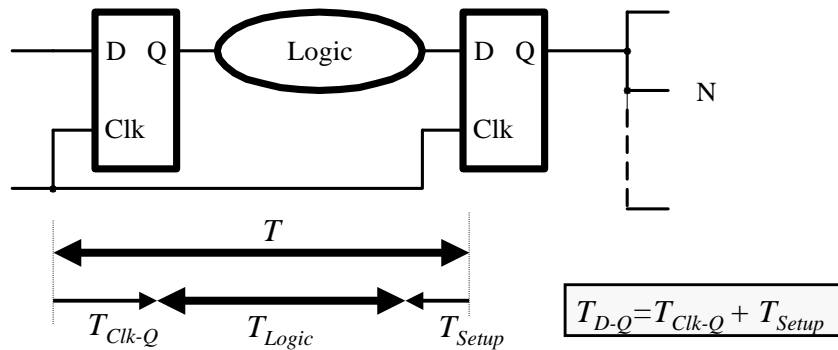 D Q
Logic
D Q
N
Clk
Clk
T
T_Clk-Q
T_Logic
T_Setup
T_D-Q=T_Clk-Q + T_Setup